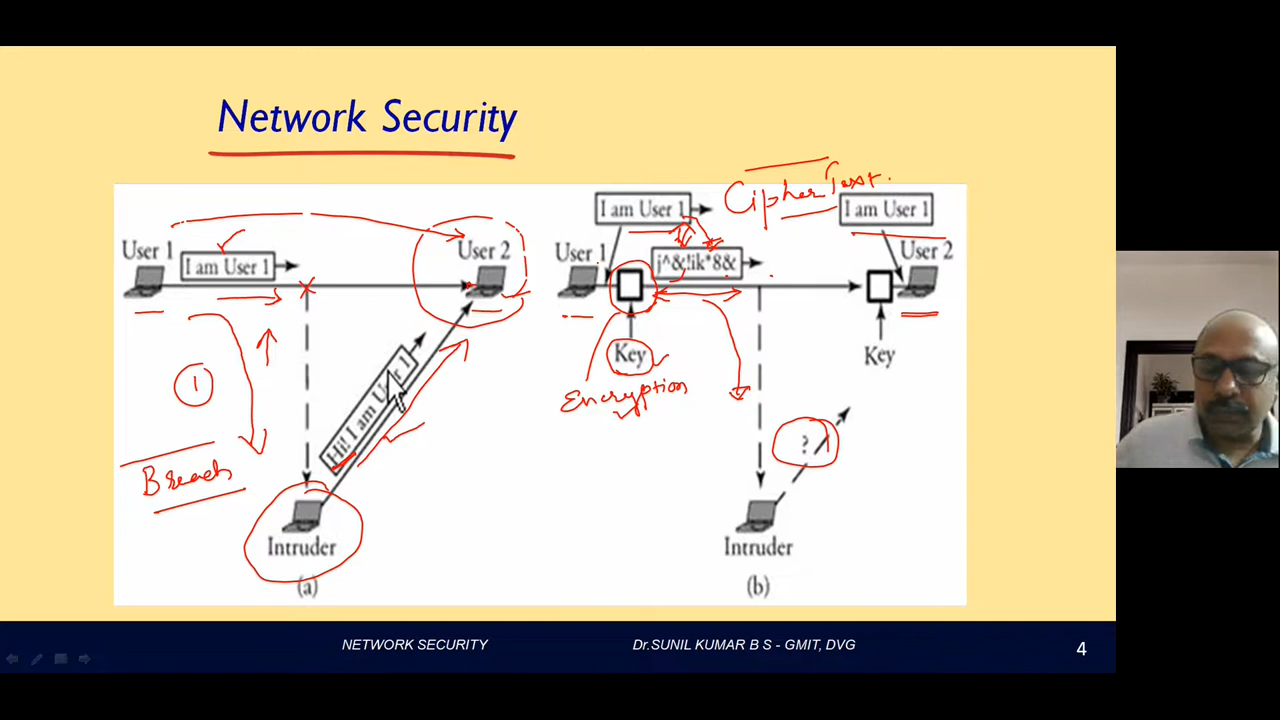 Network Security
Cipher Text.
User 1
I am User 1
User 2
Hi! I am User 1
1
Breach
Intruder
(a)
I am User 1
User 1
j^&!ik*8&
Key
Encryption
I am User 1
User 2
Key
?
Intruder
(b)
NETWORK SECURITY
Dr.SUNIL KUMAR B S - GMIT, DVG
4